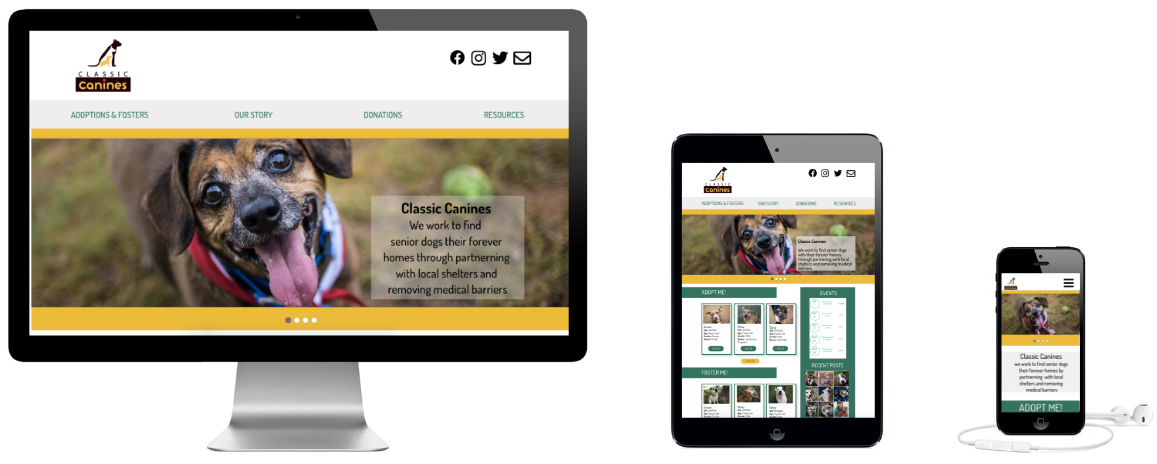 CLASSIC
Canines
ADOPTIONS & FOSTERS OUR STORY DONATIONS RESOURCES
Classic Canines
We work to find
senior dogs their forever
homes through partnerning
with local shelters and
removing medical barriers
CLASSIC
Canines
ADOPTIONS & FOSTERS OUR STORY DONATIONS RESOURCES
Classic Canines
We work to find senior dogs
with their forever homes
through partnerning with local
shelters and removing medical
barriers
ADOPT ME!
EVENTS
RECENT POSTS
FOSTER ME!
Canines
Classic Canines
we work to find senior dogs
their forever homes by
partnerning with local
shelters and removing
medical barriers
ADOPT ME!